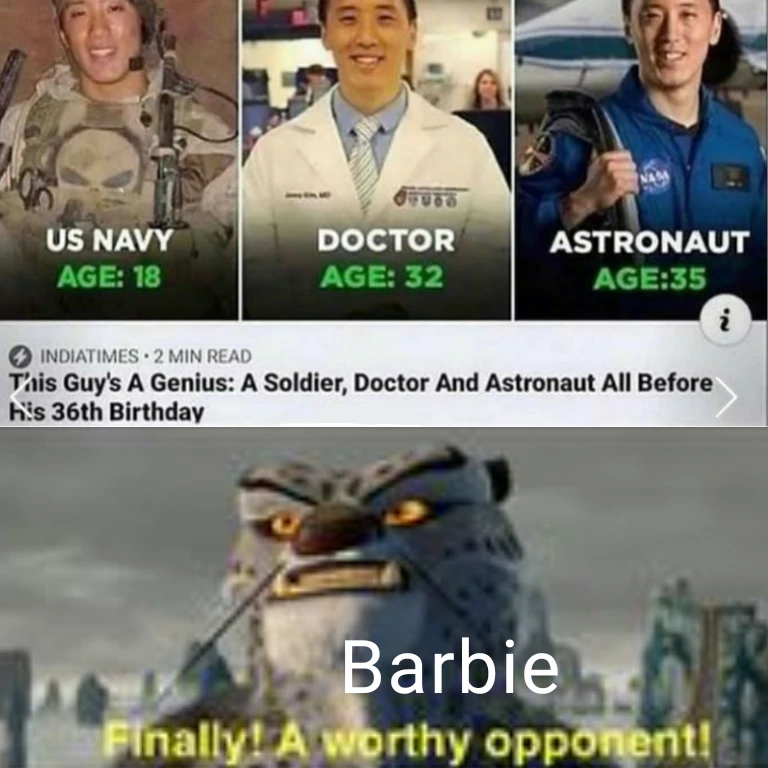 US NAVY
AGE: 18
DOCTOR
AGE: 32
NASA
ASTRONAUT
AGE:35
i
INDIATIMES • 2 MIN READ
This Guy's A Genius: A Soldier, Doctor And Astronaut All Before
His 36th Birthday
Barbie
Finally! A worthy opponent!